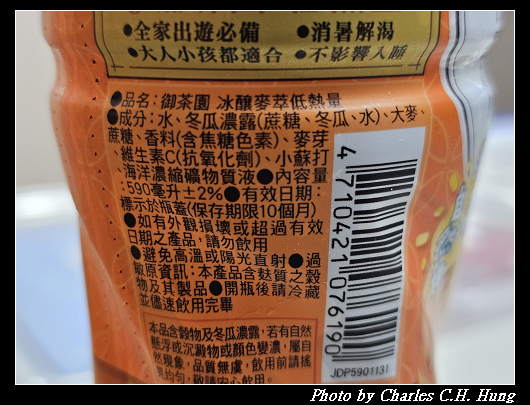 ●全家出遊必備　●消暑解渴
●大人小孩都適合　●不影響入睡
●品名：御茶園 冰釀麥萃低熱量
●成分：水、冬瓜濃露(蔗糖、冬瓜、水)、大麥、
蔗糖、香料(含焦糖色素)、麥芽、
維生素C(抗氧化劑)、小蘇打、
海洋濃縮礦物質液●內容量
:590毫升±2%●有效日期：
標示於瓶蓋(保存期限10個月)
●如有外觀損壞或超過有效
日期之產品，請勿飲用
●避免高溫或陽光直射●過
敏原資訊：本產品含麩質之穀
物及其製品●開瓶後請冷藏
並儘速飲用完畢
本品含穀物及冬瓜濃露，若有自然
懸浮或沉澱物或顏色變濃，屬自
然現象，品質無虞，飲用前請搖
均勻，敬請安心飲用。
4 710421 076190
JDP5901131
Photo by Charles C.H. Hung